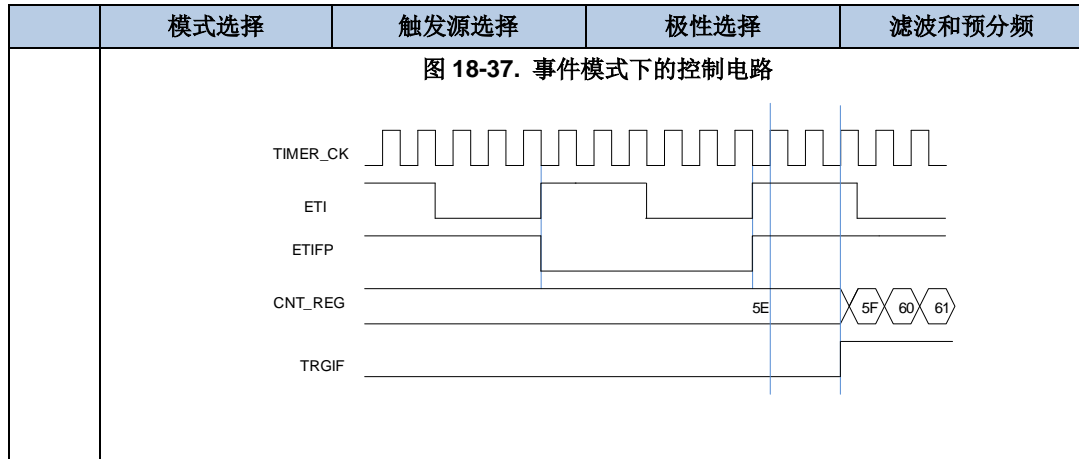 模式选择 触发源选择 极性选择 滤波和预分频
图 18-37. 事件模式下的控制电路
TIMER_CK
ETI
ETIFP
CNT_REG 5E 5F 60 61
TRGIF